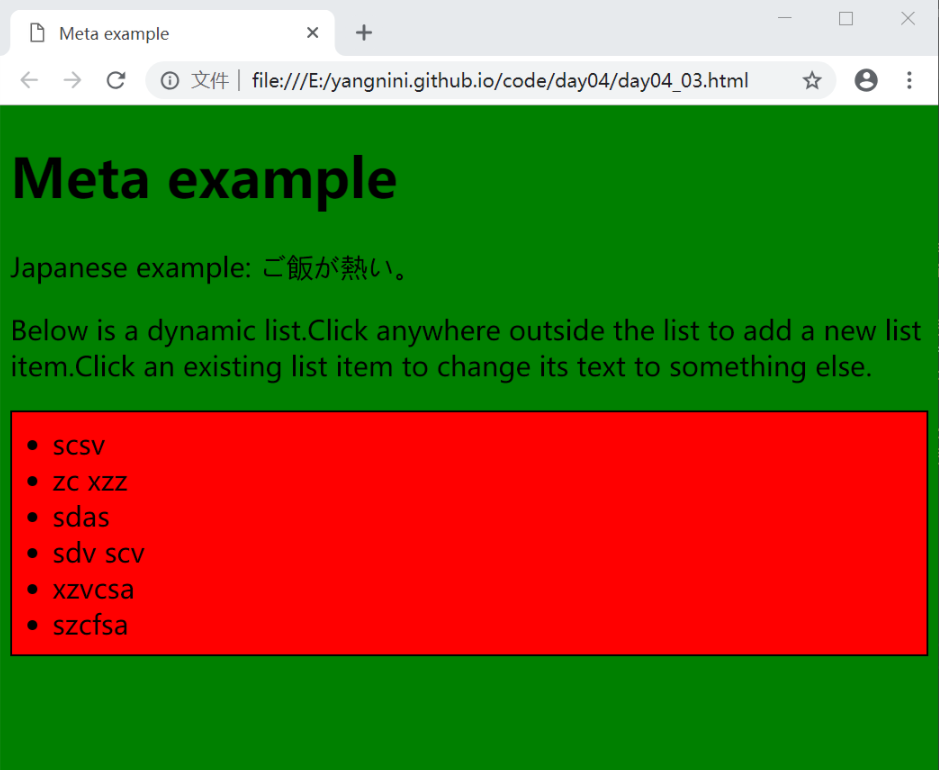 Meta example
文件 file:///E:/yangnini.github.io/code/day04/day04_03.html
Meta example
Japanese example: ご飯が熱い。
Below is a dynamic list.Click anywhere outside the list to add a new list
item.Click an existing list item to change its text to something else.
scsv
zc xzz
sdas
sdv scv
xzvcsa
szcfsa